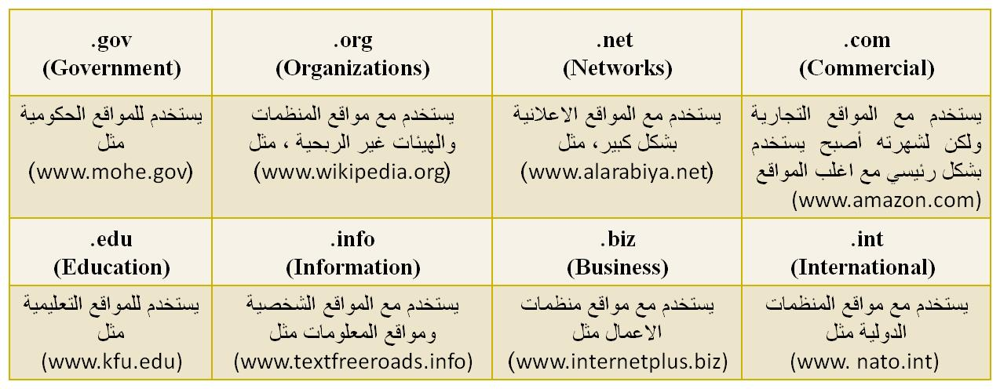 .com
(Commercial)
.net
(Networks)
.org
(Organizations)
.gov
(Government)
يستخدم مع المواقع التجارية
ولكن لشهرته أصبح يستخدم
بشكل رئيسي مع اغلب المواقع
(www.amazon.com)
يستخدم مع المواقع الاعلانية
بشكل كبير، مثل
(www.alarabiya.net)
يستخدم مع مواقع المنظمات
والهيئات غير الربحية ، مثل
(www.wikipedia.org)
يستخدم للمواقع الحكومية
مثل
(www.mohe.gov)
.int
(International)
.biz
(Business)
.info
(Information)
.edu
(Education)
يستخدم مع مواقع المنظمات
الدولية مثل
(www. nato.int)
يستخدم مع مواقع منظمات
الاعمال مثل
(www.internetplus.biz)
يستخدم مع المواقع الشخصية
ومواقع المعلومات مثل
(www.textfreeroads.info)
يستخدم للمواقع التعليمية
مثل
(www.kfu.edu)